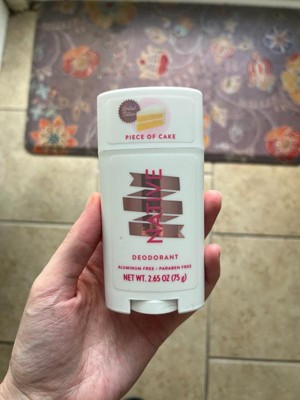 PIECE OF CAKE
NATIVE
DEODORANT
ALUMINUM FREE • PARABEN FREE
NET WT. 2.65 OZ (75 g)